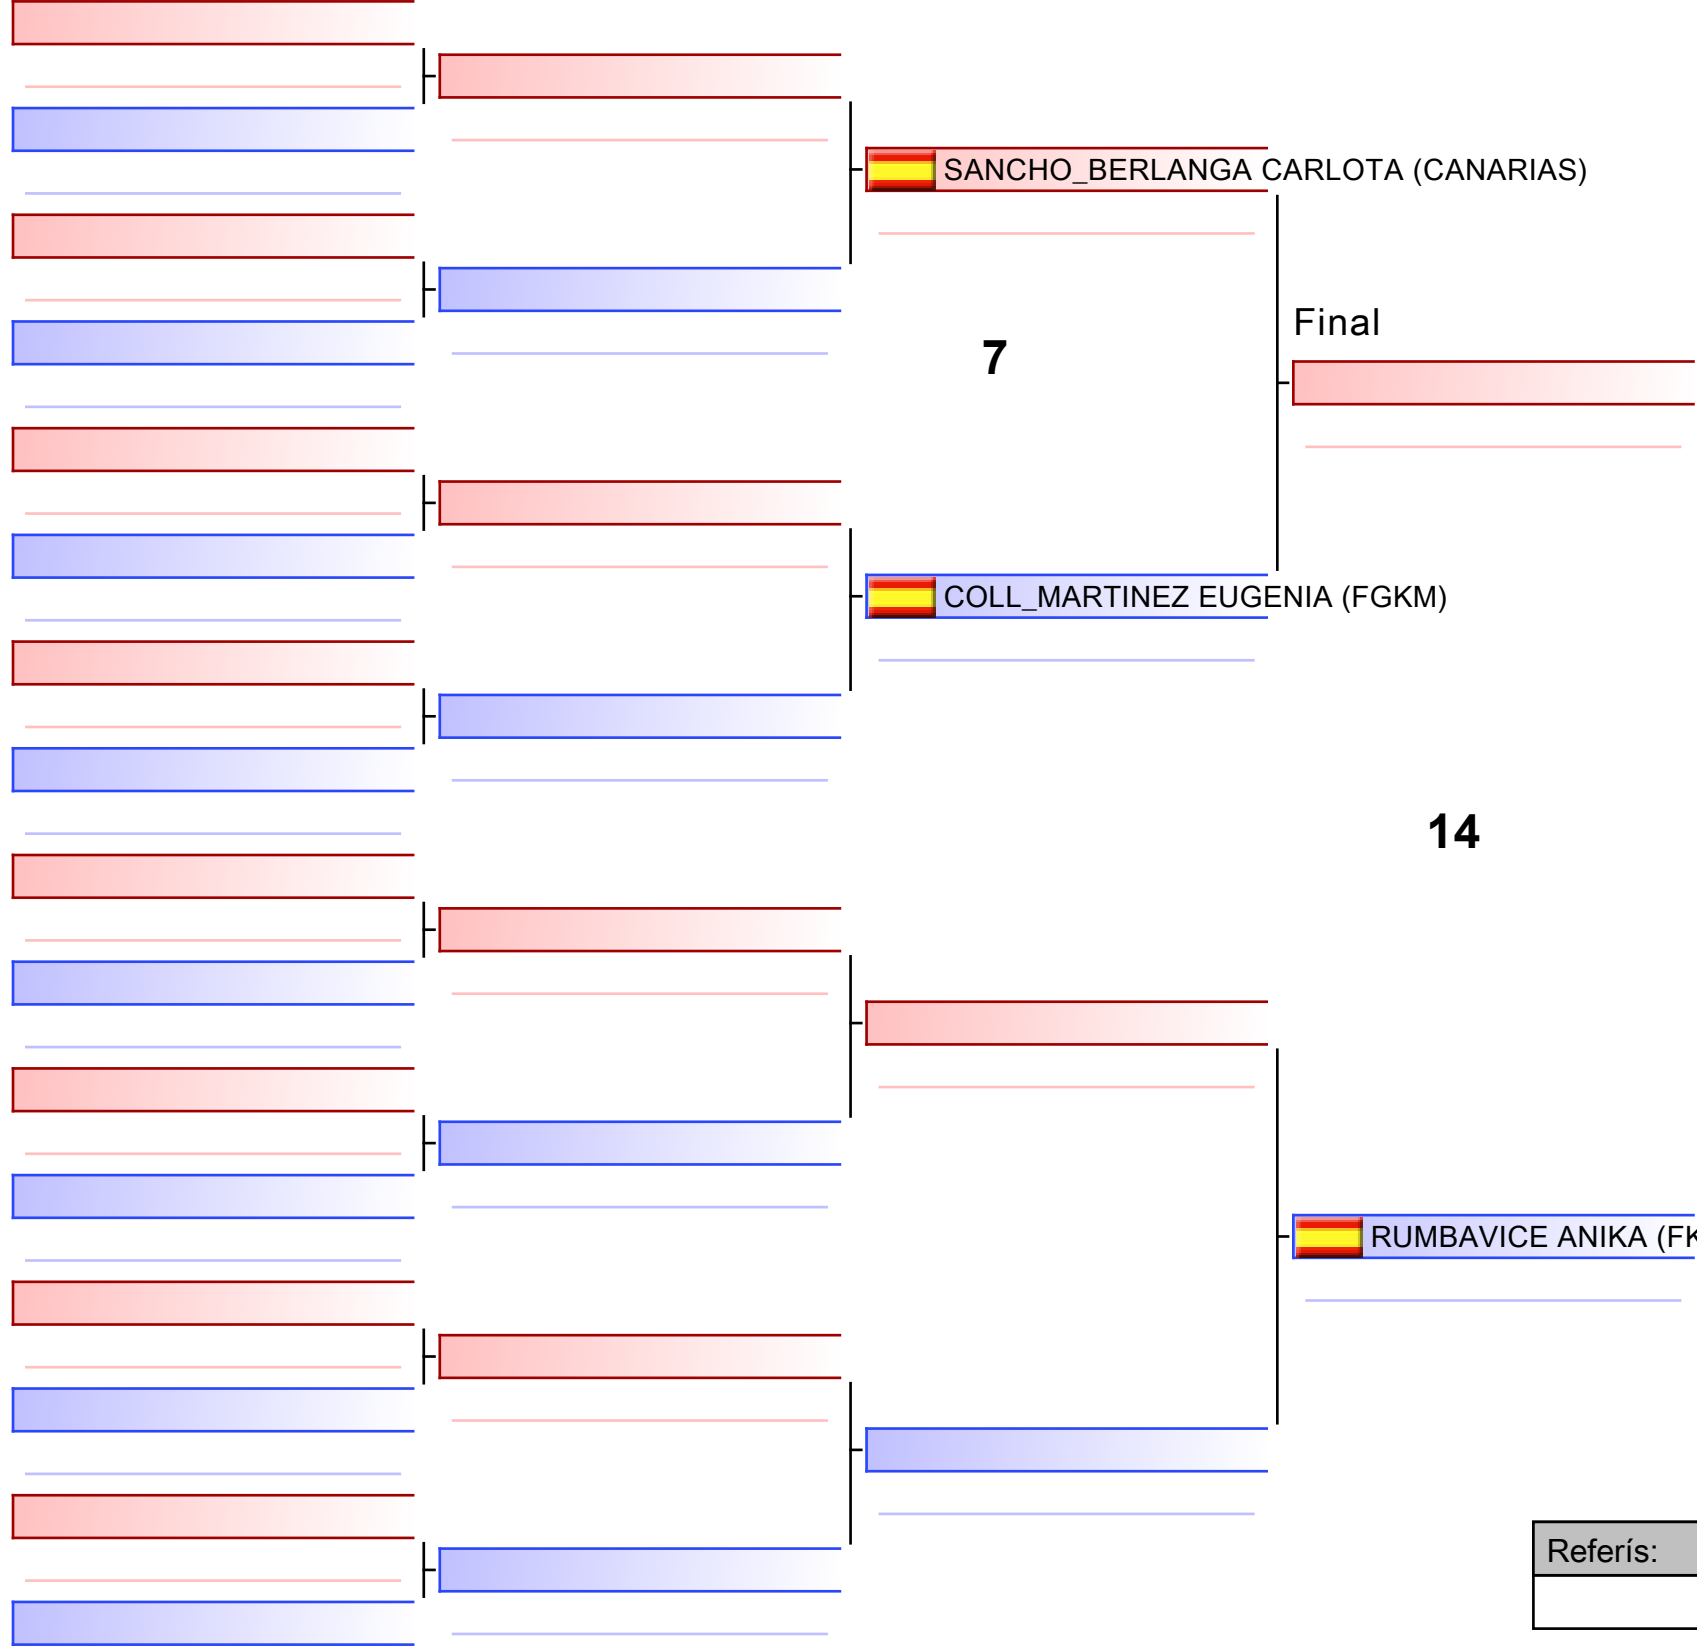 SANCHO_BERLANGA CARLOTA (CANARIAS)
Final
7
COLL_MARTINEZ EUGENIA (FGKM)
14
RUMBAVICE ANIKA
Referís: